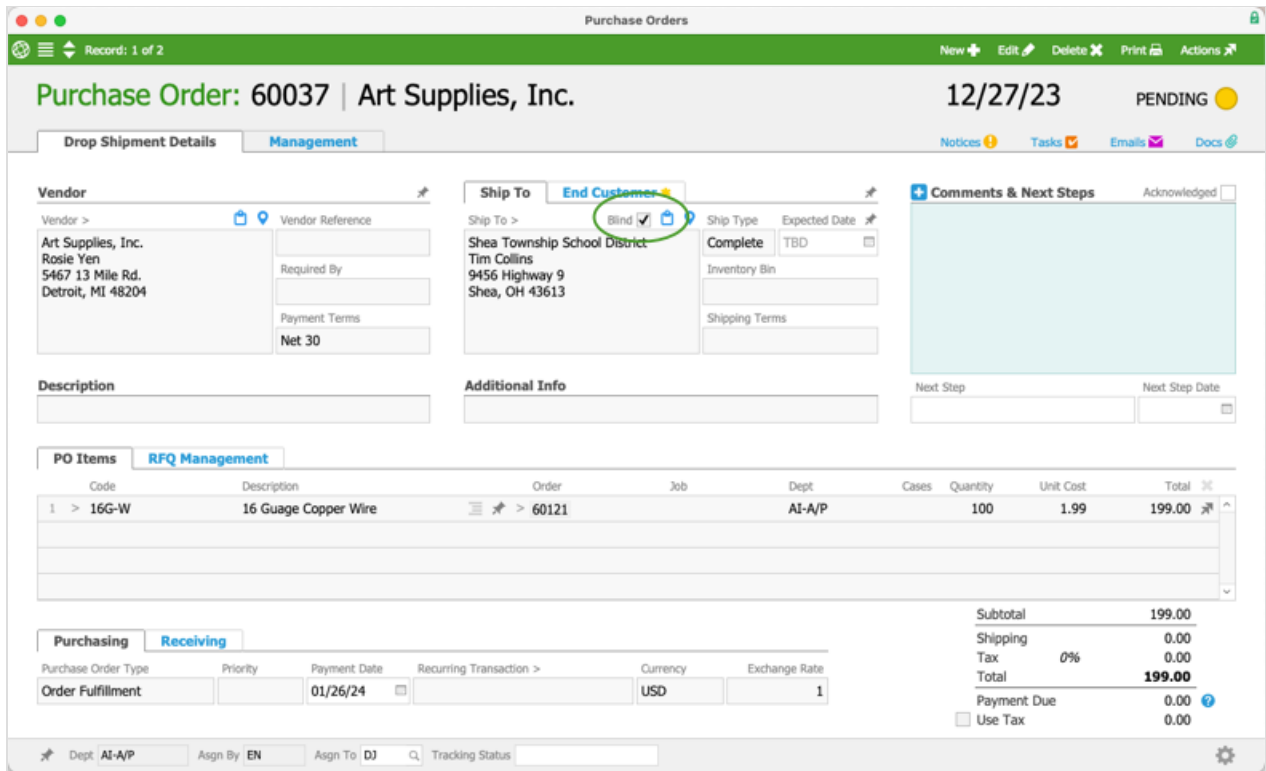 Purchase Orders
Record: 1 of 2
New Edit Delete Print Actions
Purchase Order: 60037 | Art Supplies, Inc. 12/27/23 PENDING
Drop Shipment Details Management Notices Tasks Emails Docs
Vendor Ship To End Customer Comments & Next Steps Acknowledged
Vendor > Vendor Reference Ship To > Blind Ship Type Expected Date
Art Supplies, Inc. Shea Township School District Complete TBD
Rosie Yen Tim Collins
5467 13 Mile Rd. Required By 9456 Highway 9 Inventory Bin
Detroit, MI 48204 Shea, OH 43613
Payment Terms Shipping Terms
Net 30
Description Additional Info Next Step Next Step Date
PO Items RFQ Management
Code Description Order Job Dept Cases Quantity Unit Cost Total
1 > 16G-W 16 Guage Copper Wire > 60121 AI-A/P 100 1.99 199.00
Subtotal 199.00
Purchasing Receiving Shipping 0.00
Tax 0% 0.00
Purchase Order Type Priority Payment Date Recurring Transaction > Currency Exchange Rate Total 199.00
Order Fulfillment 01/26/24 USD 1 Payment Due 0.00 ?
Use Tax 0.00
Dept AI-A/P Asgn By EN Asgn To DJ Tracking Status